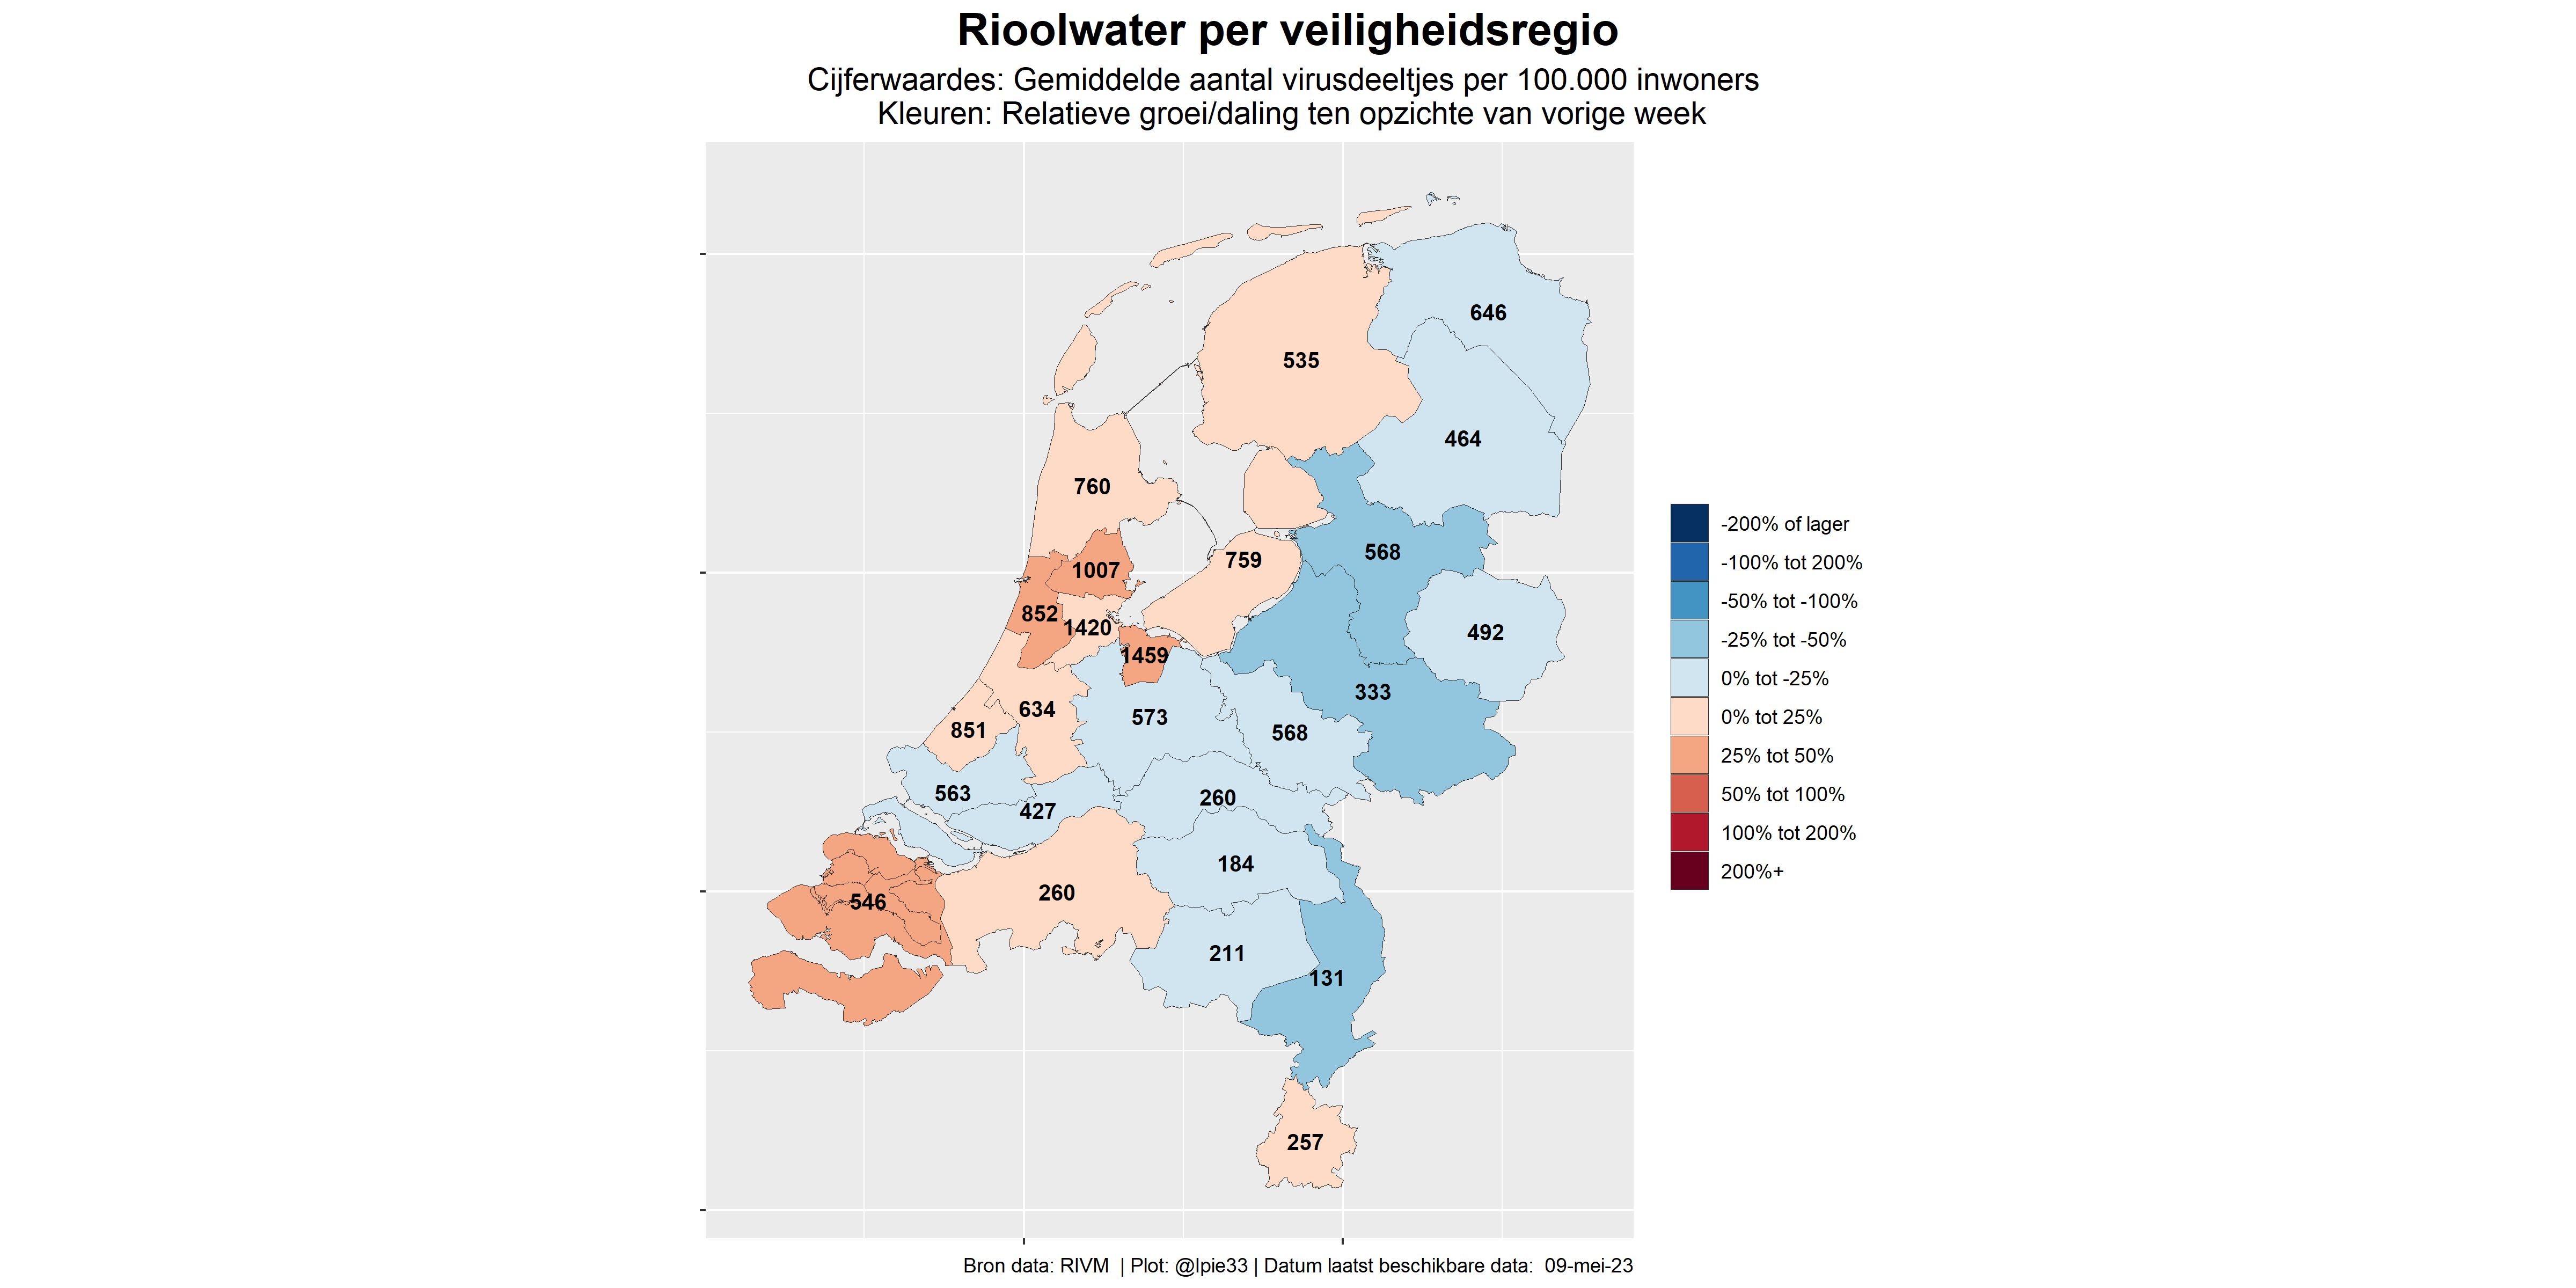 Rioolwater per veiligheidsregio
Cijferwaardes: Gemiddelde aantal virusdeeltjes per 100.000 inwoners
Kleuren: Relatieve groei/daling ten opzichte van vorige week
646
535
464
760
568
759
1007
852
1420
492
1459
333
634
573
851
568
563
260
427
184
260
546
211
131
257
-200% of lager
-100% tot 200%
-50% tot -100%
-25% tot -50%
0% tot -25%
0% tot 25%
25% tot 50%
50% tot 100%
100% tot 200%
200%+
Bron data: RIVM | Plot: @lpie33 | Datum laatst beschikbare data: 09-mei-23